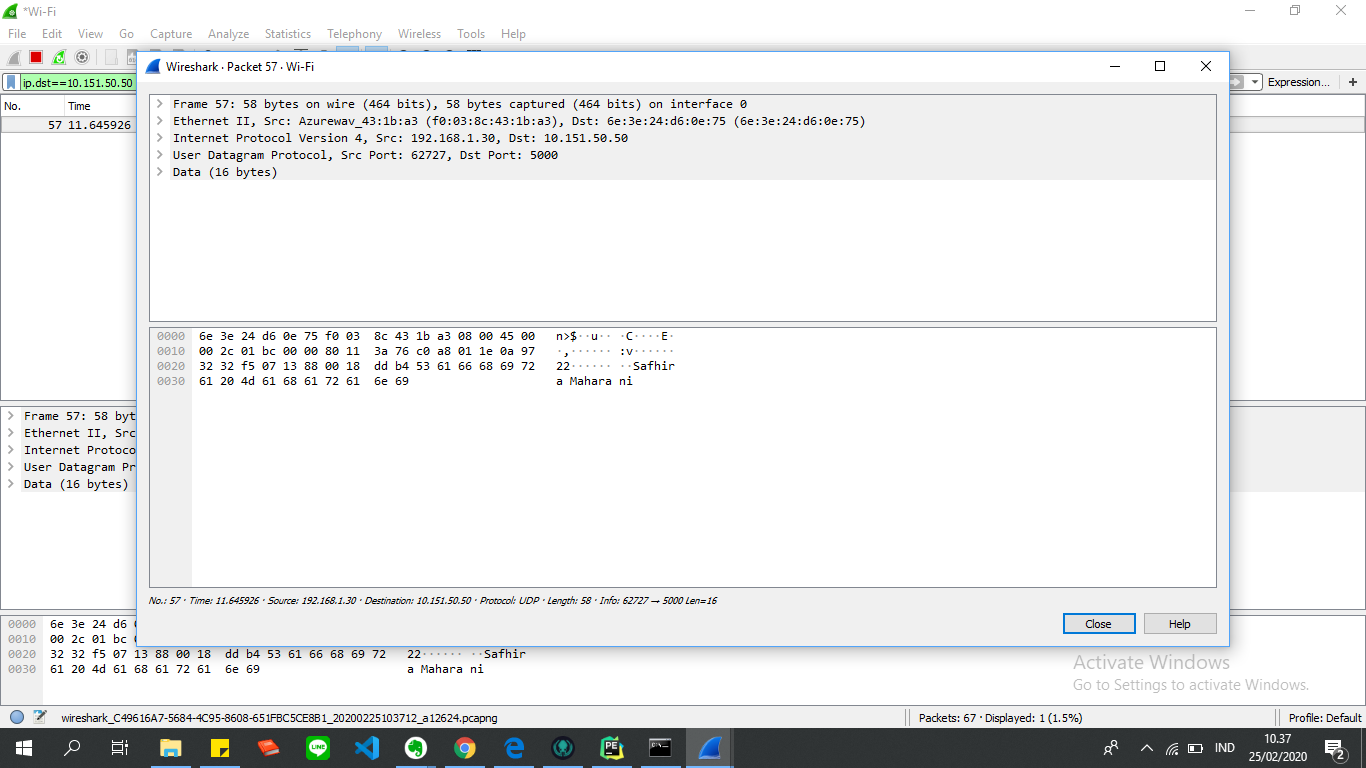 *Wi-Fi
File Edit View Go Capture Analyze Statistics Telephony Wireless Tools Help
ip.dst==10.151.50.50
Expression... +
No. Time
57 11.645926
Wireshark · Packet 57 · Wi-Fi
Frame 57: 58 bytes on wire (464 bits), 58 bytes captured (464 bits) on interface 0
Ethernet II, Src: Azurewav_43:1b:a3 (f0:03:8c:43:1b:a3), Dst: 6e:3e:24:d6:0e:75 (6e:3e:24:d6:0e:75)
Internet Protocol Version 4, Src: 192.168.1.30, Dst: 10.151.50.50
User Datagram Protocol, Src Port: 62727, Dst Port: 5000
Data (16 bytes)
0000 6e 3e 24 d6 0e 75 f0 03 8c 43 1b a3 08 00 45 00 n>$··u·· ·C····E·
0010 00 2c 01 bc 00 00 80 11 3a 76 c0 a8 01 1e 0a 97 ·,······ :v······
0020 32 32 f5 07 13 88 00 18 dd b4 53 61 66 68 69 72 22······ ··Safhir
0030 61 20 4d 61 68 61 72 61 6e 69 a Mahara ni
No.: 57 · Time: 11.645926 · Source: 192.168.1.30 · Destination: 10.151.50.50 · Protocol: UDP · Length: 58 · Info: 62727 → 5000 Len=16
Close Help
Frame 57: 58 byt
Ethernet II, Src
Internet Protoco
User Datagram Pr
Data (16 bytes)
0000 6e 3e 24 d6
0010 00 2c 01 bc
0020 32 32 f5 07 13 88 00 18 dd b4 53 61 66 68 69 72 22······ ··Safhir
0030 61 20 4d 61 68 61 72 61 6e 69 a Mahara ni
Activate Windows
Go to Settings to activate Windows.
wireshark_C49616A7-5684-4C95-8608-651FBC5CE8B1_20200225103712_a12624.pcapng
Packets: 67 · Displayed: 1 (1.5%)
Profile: Default
LINE
PE
IND
10.37
25/02/2020
2